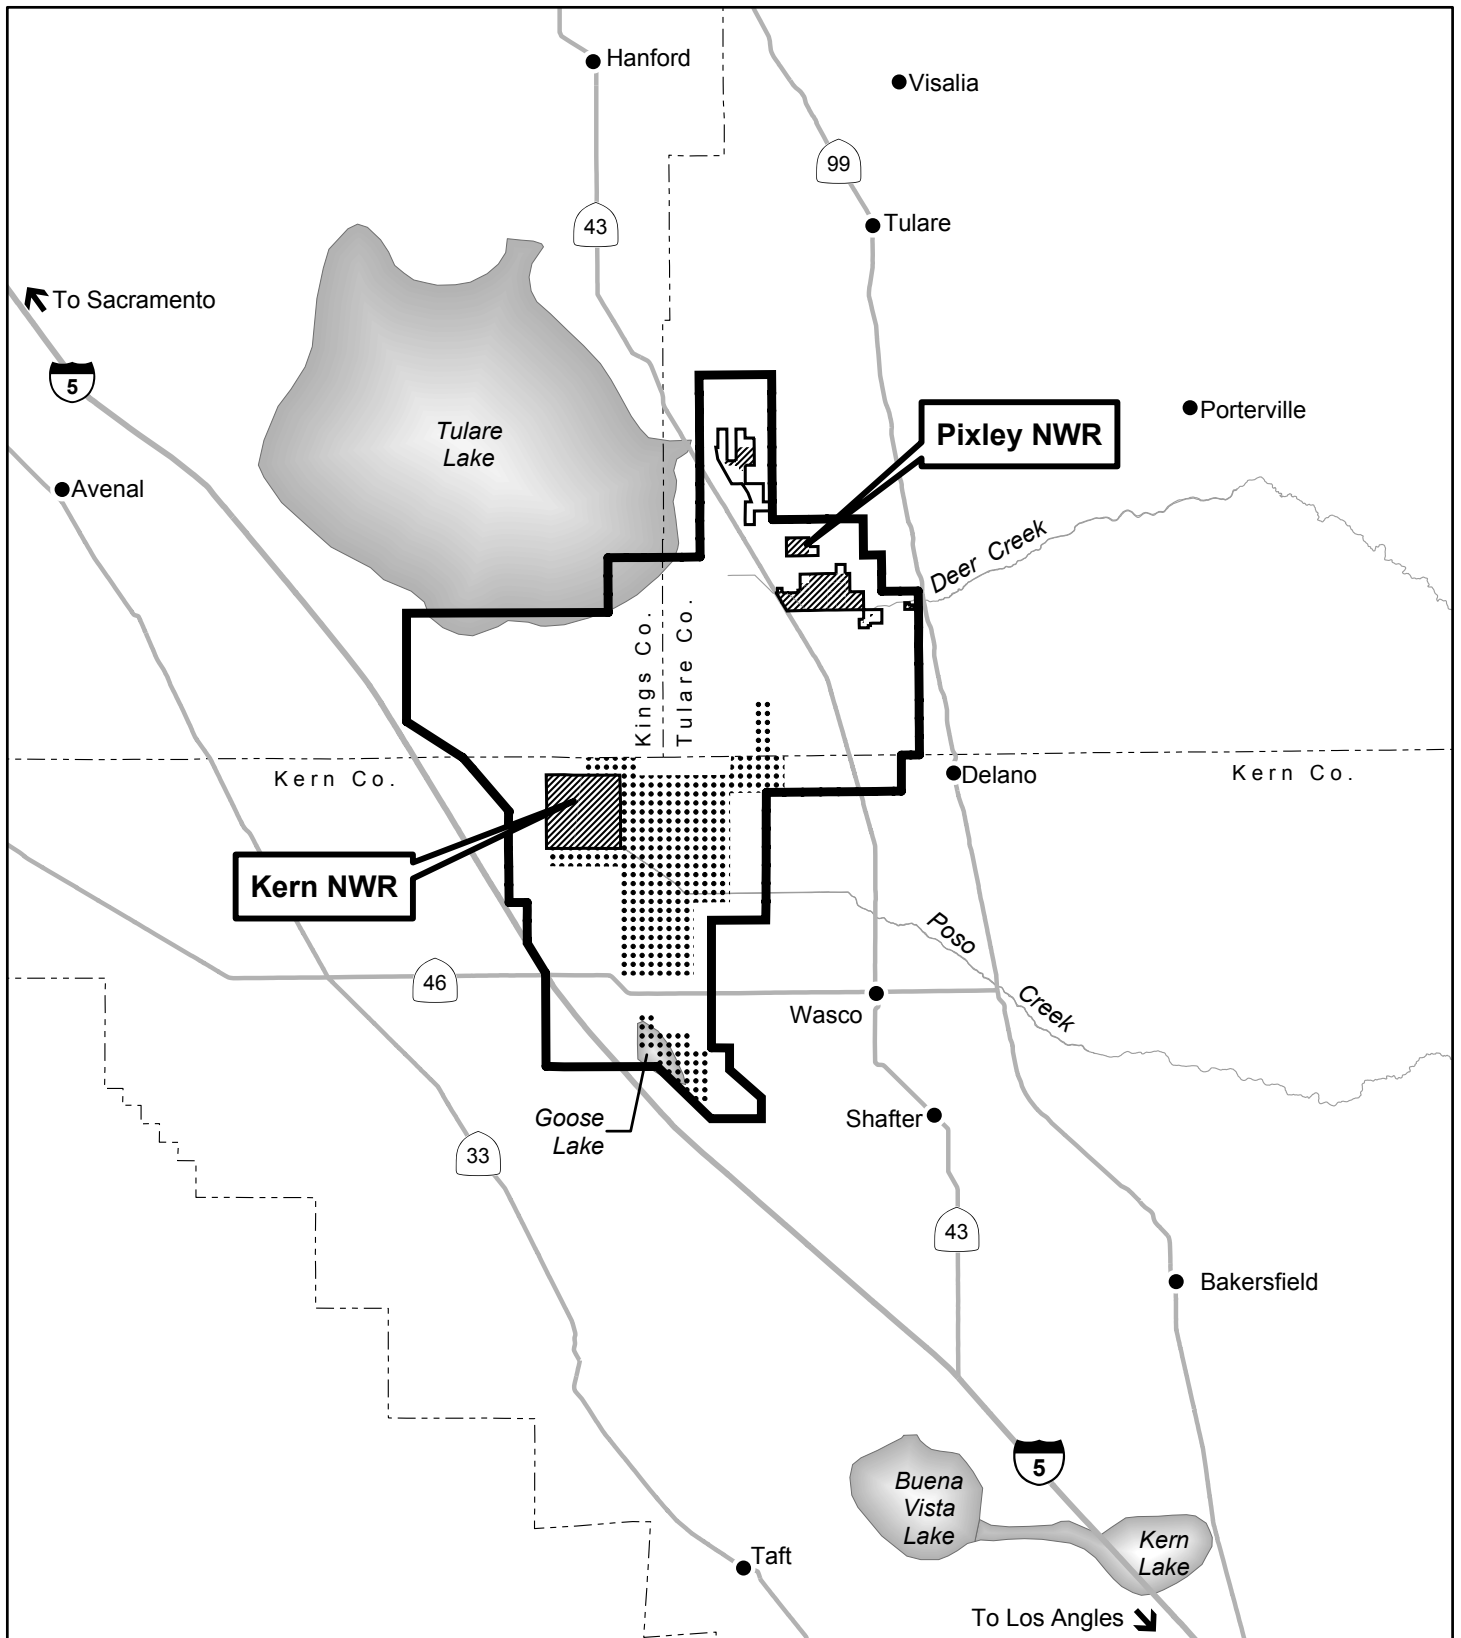 Hanford
Visalia
99
Tulare
43
To Sacramento
5
Tulare
Lake
Porterville
Pixley NWR
Avenal
Deer Creek
Kings Co.
Tulare Co.
Kern Co.
Delano
Kern Co.
Kern NWR
Poso
Creek
46
Wasco
Goose
Lake
Shafter
33
43
Bakersfield
5
Buena
Vista
Lake
Kern
Lake
Taft
To Los Angles